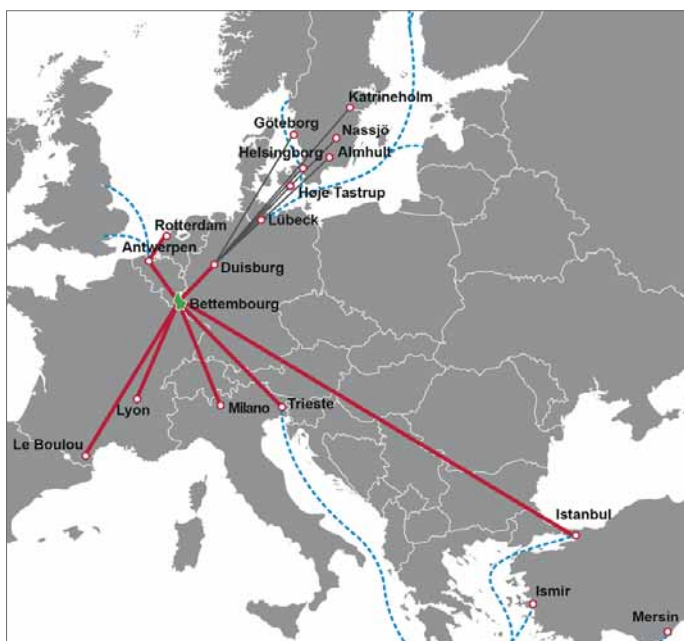 Katrineholm
Göteborg
Nassjö
Helsingborg
Almhult
Høje Tastrup
Lübeck
Rotterdam
Antwerpen
Duisburg
Bettembourg
Lyon
Milano
Trieste
Le Boulou
Istanbul
Ismir
Mersin